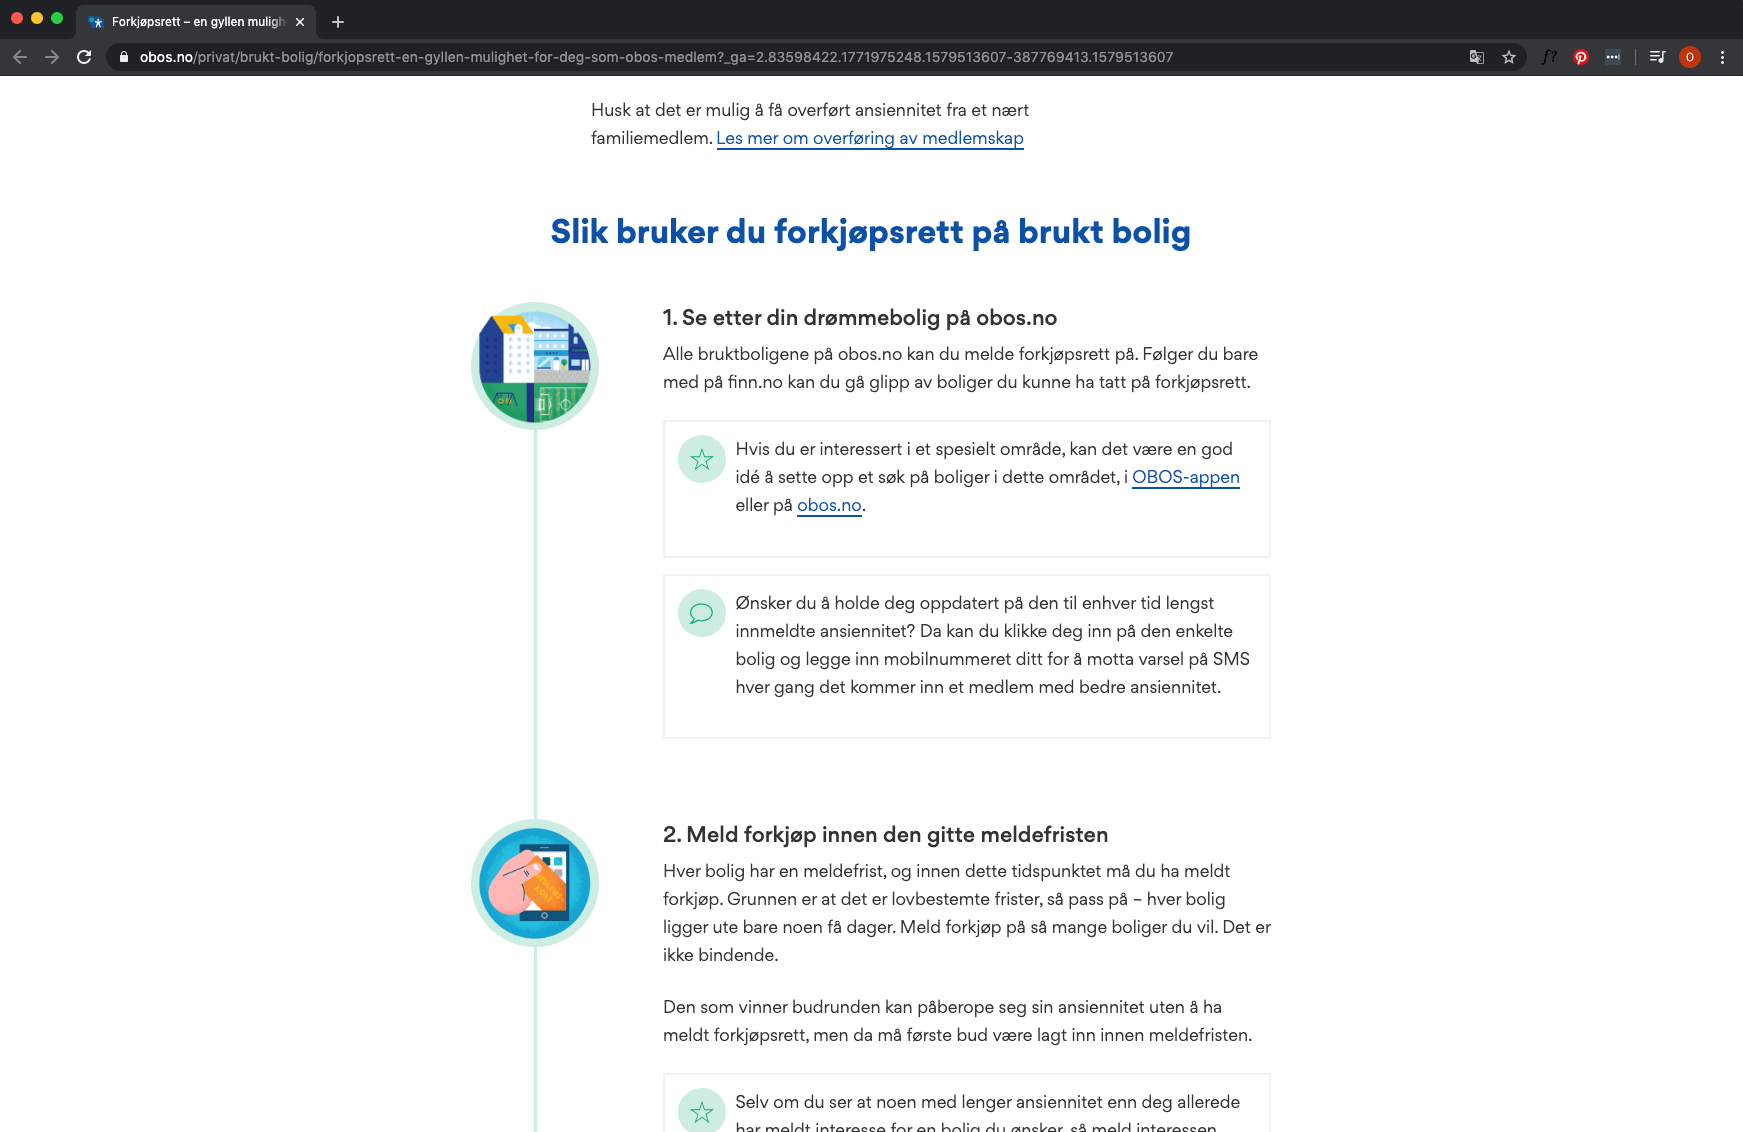 Forkjøpsrett – en gyllen muligh
obos.no/privat/brukt-bolig/forkjopsrett-en-gyllen-mulighet-for-deg-som-obos-medlem?_ga=2.83598422.1771975248.1579513607-387769413.1579513607
f?
O
Husk at det er mulig å få overført ansiennitet fra et nært
familiemedlem. Les mer om overføring av medlemskap
Slik bruker du forkjøpsrett på brukt bolig
1. Se etter din drømmebolig på obos.no
Alle bruktboligene på obos.no kan du melde forkjøpsrett på. Følger du bare
med på finn.no kan du gå glipp av boliger du kunne ha tatt på forkjøpsrett.
Hvis du er interessert i et spesielt område, kan det være en god
idé å sette opp et søk på boliger i dette området, i OBOS-appen
eller på obos.no.
Ønsker du å holde deg oppdatert på den til enhver tid lengst
innmeldte ansiennitet? Da kan du klikke deg inn på den enkelte
bolig og legge inn mobilnummeret ditt for å motta varsel på SMS
hver gang det kommer inn et medlem med bedre ansiennitet.
2. Meld forkjøp innen den gitte meldefristen
Hver bolig har en meldefrist, og innen dette tidspunktet må du ha meldt
forkjøp. Grunnen er at det er lovbestemte frister, så pass på – hver bolig
ligger ute bare noen få dager. Meld forkjøp på så mange boliger du vil. Det er
ikke bindende.
Den som vinner budrunden kan påberope seg sin ansiennitet uten å ha
meldt forkjøpsrett, men da må første bud være lagt inn innen meldefristen.
Selv om du ser at noen med lenger ansiennitet enn deg allerede
har meldt interesse for en bolig du ønsker, så meld interessen